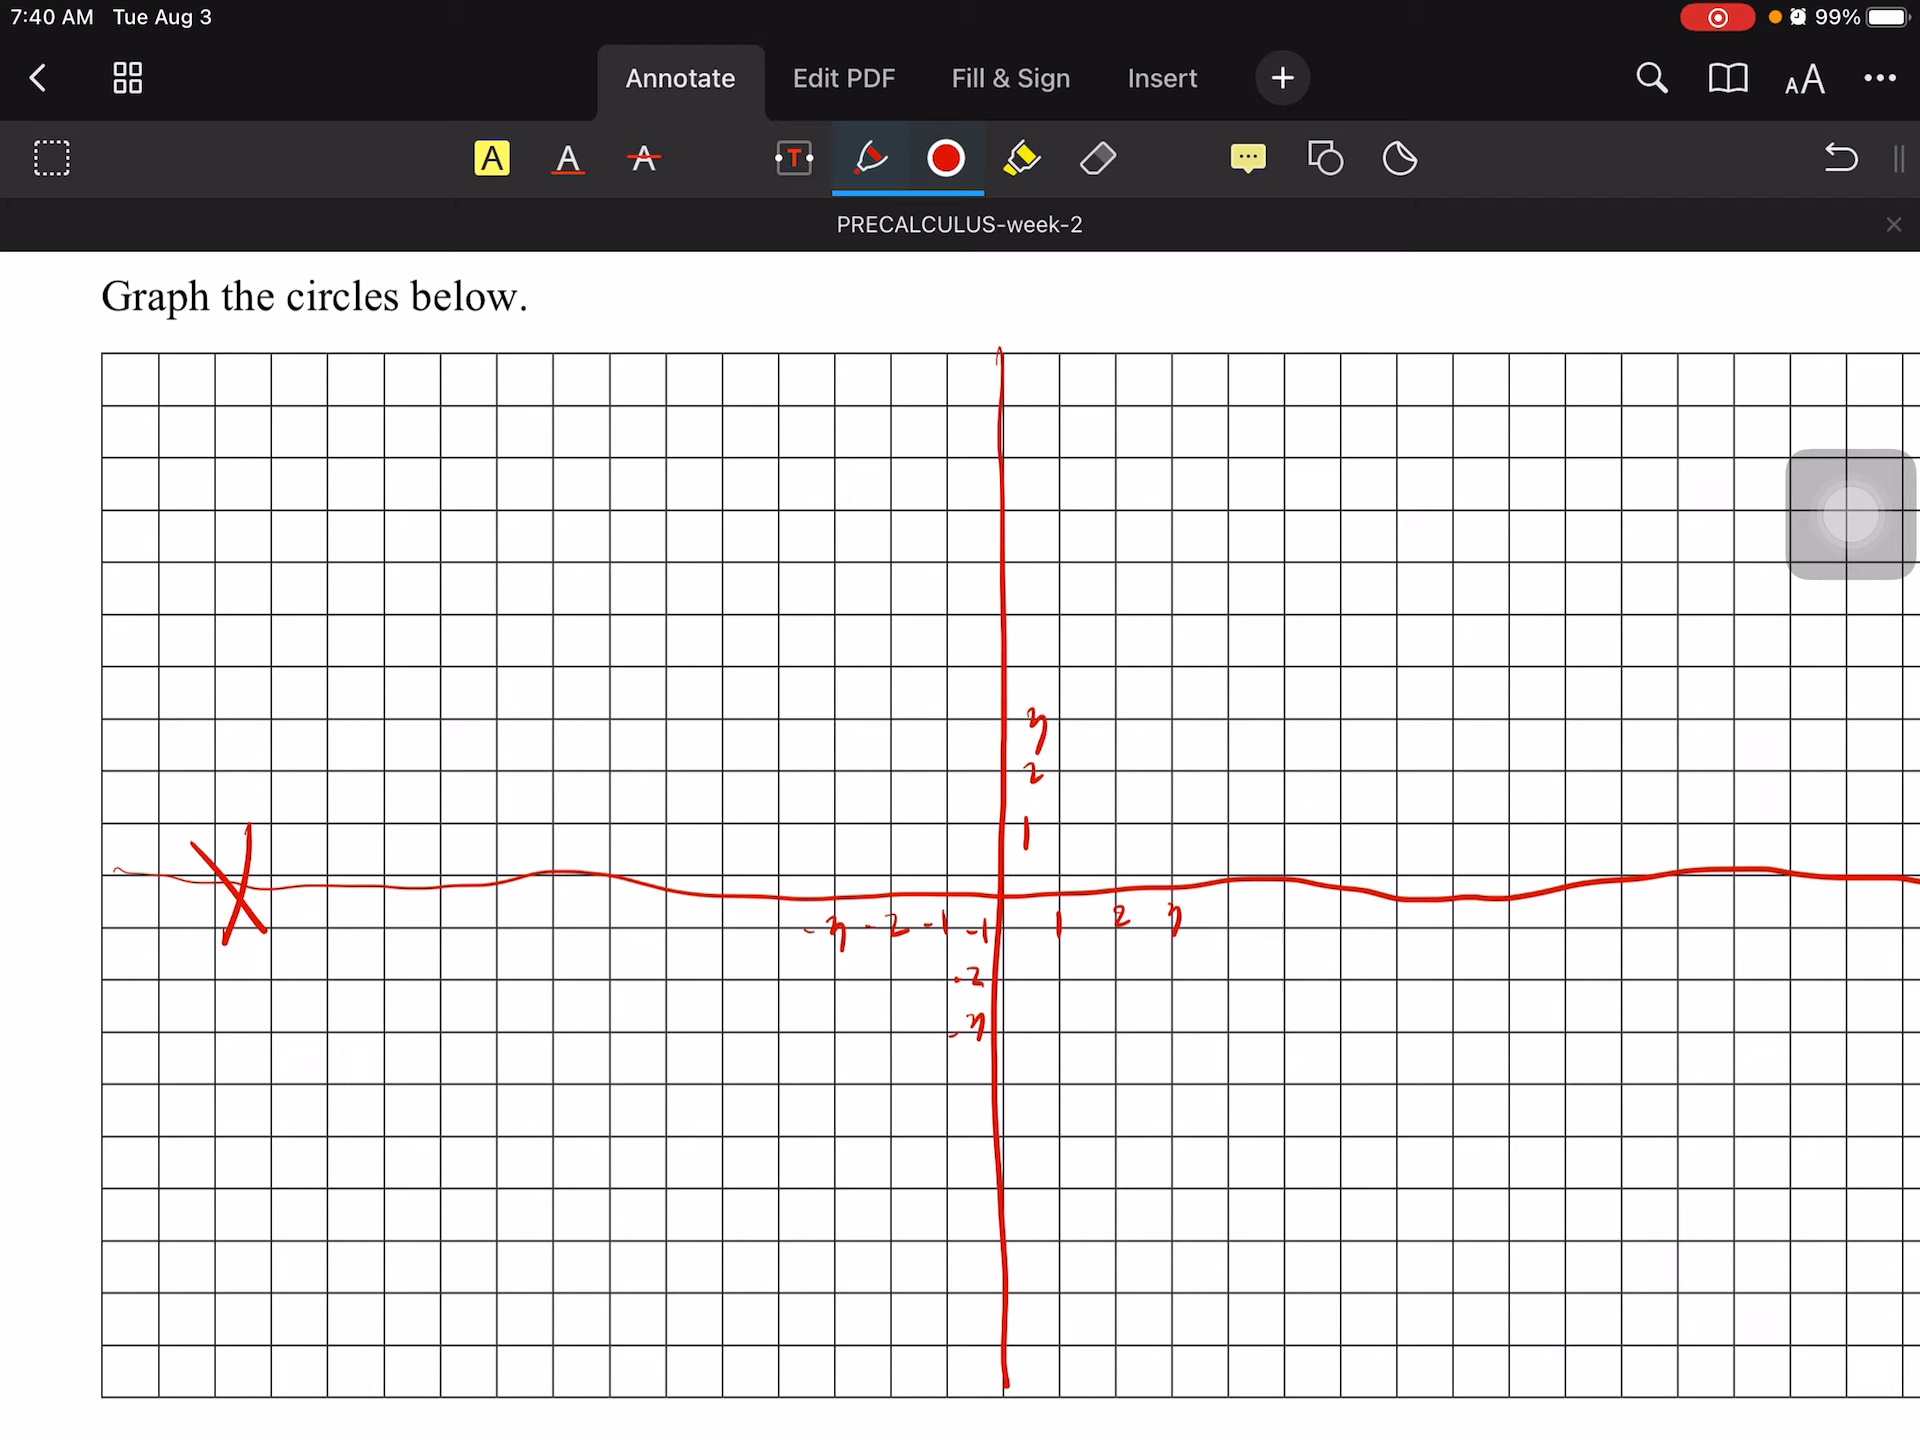 7:40 AM Tue Aug 3 99%
Annotate Edit PDF Fill & Sign Insert
AA
A A A T
PRECALCULUS-week-2
Graph the circles below.
3
2
1
X
-3 -2 -1 -1 1 2 3
-2
-3